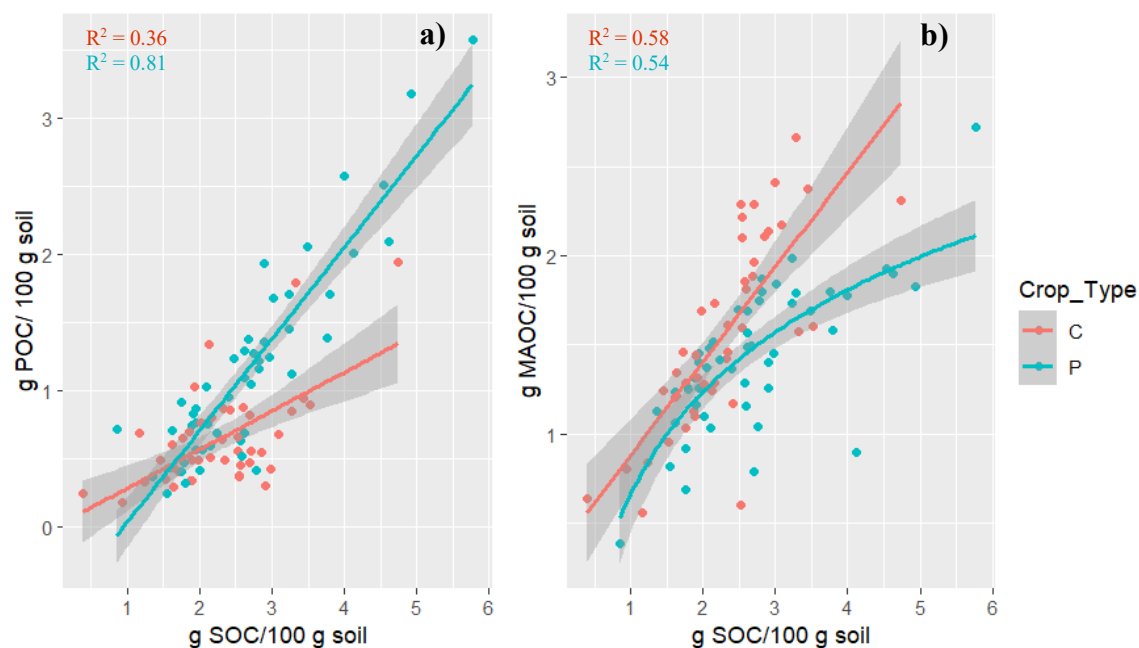 R² = 0.36
R² = 0.81
a)
3
2
1
0
g POC/ 100 g soil
1
2
3
4
5
6
g SOC/100 g soil
R² = 0.58
R² = 0.54
b)
3
2
1
g MAOC/100 g soil
1
2
3
4
5
6
g SOC/100 g soil
Crop_Type
C
P